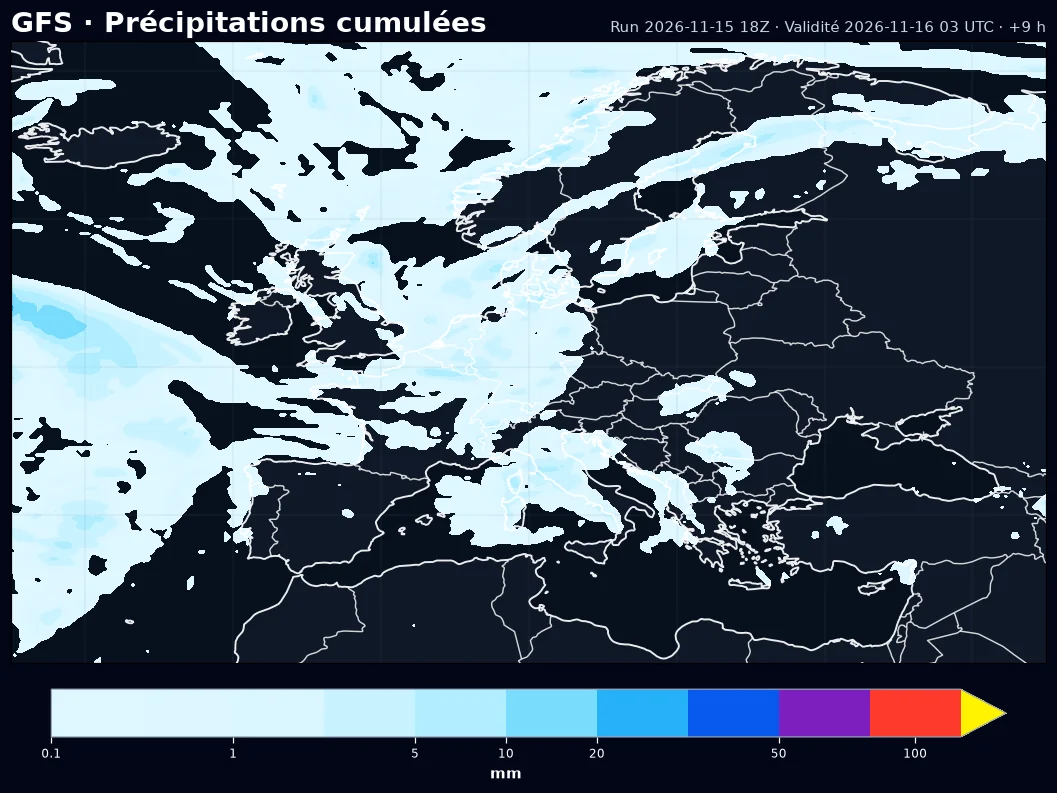 GFS · Précipitations cumulées
Run 2026-11-15 18Z · Validité 2026-11-16 03 UTC · +9 h
0.1 1 5 10 20 50 100
mm